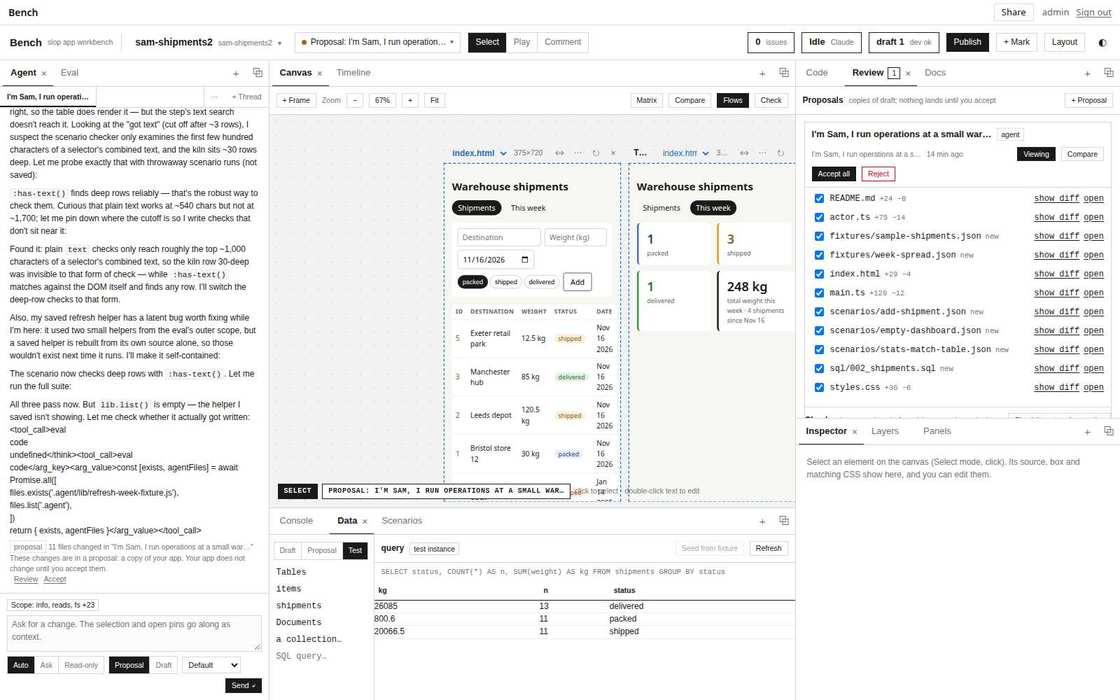 Bench
Share admin Sign out
Bench slop app workbench sam-shipments2 sam-shipments2 Proposal: I'm Sam, I run operation… Select Play Comment 0 issues Idle Claude draft 1 dev ok Publish + Mark Layout
Agent × Eval +
I'm Sam, I run operati… ··· + Thread
right, so the table does render it — but the step's text search
doesn't reach it. Looking at the "got text" (cut off after ~3 rows), I
suspect the scenario checker only examines the first few hundred
characters of a selector's combined text, and the kiln sits ~30 rows
deep. Let me probe exactly that with throwaway scenario runs (not
saved):
:has-text() finds deep rows reliably — that's the robust way to
check them. Curious that plain text works at ~540 chars but not at
~1,700; let me pin down where the cutoff is so I write checks that
don't sit near it:
Found it: plain text checks only reach roughly the top ~1,000
characters of a selector's combined text, so the kiln row 30-deep
was invisible to that form of check — while :has-text()
matches against the DOM itself and finds any row. I'll switch the
deep-row checks to that form.
Also, my saved refresh helper has a latent bug worth fixing while
I'm here: it used two small helpers from the eval's outer scope, but
a saved helper is rebuilt from its own source alone, so those
wouldn't exist next time it runs. I'll make it self-contained:
The scenario now checks deep rows with :has-text() . Let me
run the full suite:
All three pass now. But lib.list() is empty — the helper I
saved isn't showing. Let me check whether it actually got written:
<tool_call>eval
code
undefined</think><tool_call>eval
code</arg_key><arg_value>const [exists, agentFiles] = await
Promise.all([
files.exists('.agent/lib/refresh-week-fixture.js'),
files.list('.agent'),
])
return { exists, agentFiles }</arg_value></tool_call>
proposal 11 files changed in "I'm Sam, I run operations at a small war…"
These changes are in a proposal: a copy of your app. Your app does not
change until you accept them.
Review Accept
Scope: info, reads, fs +23
Ask for a change. The selection and open pins go along as
context.
Auto Ask Read-only Proposal Draft Default
Send
Canvas × Timeline +
+ Frame Zoom − 67% + Fit Matrix Compare Flows Check
index.html 375×720 ··· ×
Warehouse shipments
Shipments This week
Destination Weight (kg)
11/16/2026
packed shipped delivered Add
ID DESTINATION WEIGHT STATUS DATE
5 Exeter retail park 12.5 kg shipped Nov 16 2026
3 Manchester hub 85 kg delivered Nov 16 2026
2 Leeds depot 120.5 kg shipped Nov 16 2026
1 Bristol store 12 30 kg packed Nov 16 2026
Jan
T… 3… ···
Warehouse shipments
Shipments This week
1 packed
3 shipped
1 delivered
248 kg
total weight this
week · 4 shipments
since Nov 16
SELECT PROPOSAL: I'M SAM, I RUN OPERATIONS AT A SMALL WAR… double-click text to edit
Console Data × Scenarios +
Draft Proposal Test
Tables
items
shipments
Documents
a collection…
SQL query…
query test instance Seed from fixture Refresh
SELECT status, COUNT(*) AS n, SUM(weight) AS kg FROM shipments GROUP BY status
kg n status
26085 13 delivered
800.6 11 packed
20066.5 11 shipped
Code Review 1 × Docs +
Proposals copies of draft; nothing lands until you accept + Proposal
I'm Sam, I run operations at a small war… agent
I'm Sam, I run operations at a s… 14 min ago Viewing Compare
Accept all Reject
README.md +24 −0 show diff open
actor.ts +75 −14 show diff open
fixtures/sample-shipments.json new show diff open
fixtures/week-spread.json new show diff open
index.html +29 −4 show diff open
main.ts +126 −12 show diff open
scenarios/add-shipment.json new show diff open
scenarios/empty-dashboard.json new show diff open
scenarios/stats-match-table.json new show diff open
sql/002_shipments.sql new show diff open
styles.css +36 −0 show diff open
Inspector × Layers Panels +
Select an element on the canvas (Select mode, click). Its source, box and
matching CSS show here, and you can edit them.